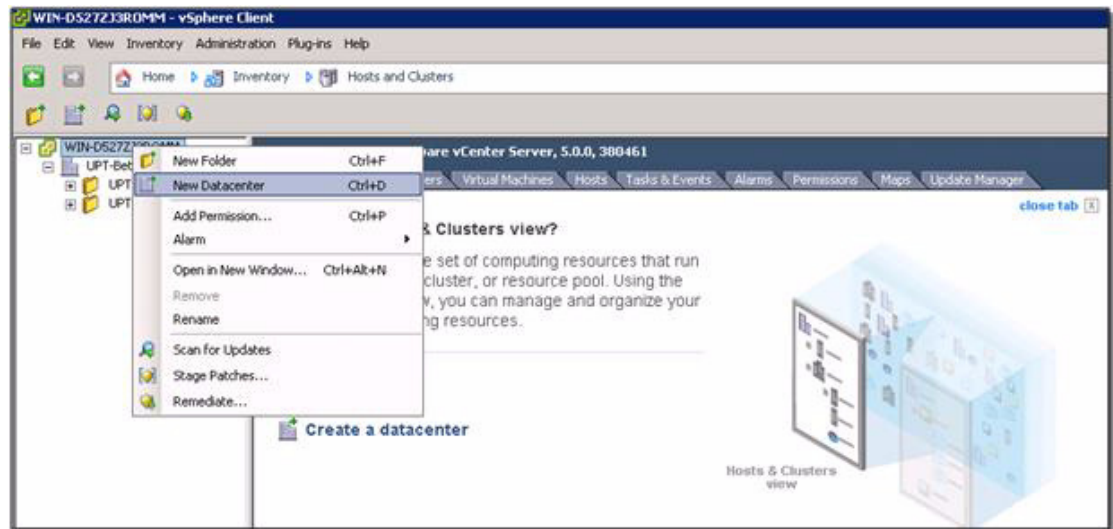 WIN-D527ZJ3ROMM - vSphere Client
File Edit View Inventory Administration Plug-ins Help
Home Inventory Hosts and Clusters
WIN-D527ZJ3ROMM
UPT-Bet
UPT
UPT
New Folder Ctrl+F
New Datacenter Ctrl+D
Add Permission... Ctrl+P
Alarm
Open in New Window... Ctrl+Alt+N
Remove
Rename
Scan for Updates
Stage Patches...
Remediate...
ware vCenter Server, 5.0.0, 380461
ers Virtual Machines Hosts Tasks & Events Alarms Permissions Maps Update Manager
close tab
& Clusters view?
e set of computing resources that run
cluster, or resource pool. Using the
w, you can manage and organize your
ng resources.
Create a datacenter
Hosts & Clusters
view